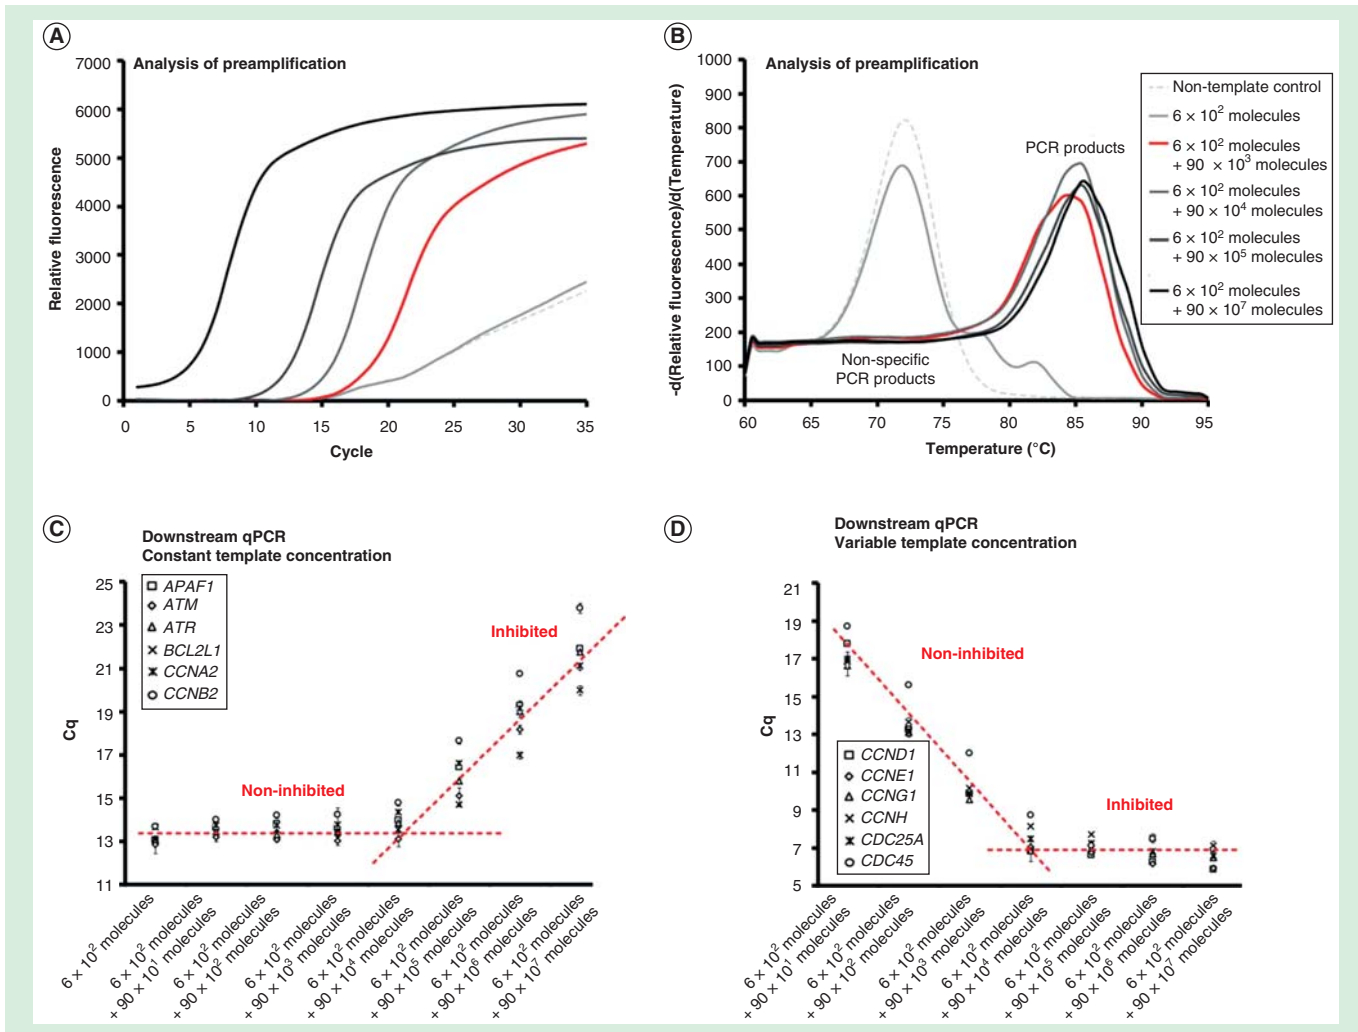 A
Analysis of preamplification
7000
6000
5000
4000
3000
2000
1000
0
Relative fluorescence
0 5 10 15 20 25 30 35
Cycle
B
Analysis of preamplification
1000
900
800
700
600
500
400
300
200
100
0
-d(Relative fluorescence)/d(Temperature)
PCR products
Non-specific
PCR products
60 65 70 75 80 85 90 95
Temperature (°C)
Non-template control
6 × 10² molecules
6 × 10² molecules
+ 90 × 10³ molecules
6 × 10² molecules
+ 90 × 10⁴ molecules
6 × 10² molecules
+ 90 × 10⁵ molecules
6 × 10² molecules
+ 90 × 10⁷ molecules
C
Downstream qPCR
Constant template concentration
25
23
21
19
17
15
13
11
Cq
APAF1
ATM
ATR
BCL2L1
CCNA2
CCNB2
Inhibited
Non-inhibited
6 × 10² molecules
6 × 10² molecules
+ 90 × 10¹ molecules
6 × 10² molecules
+ 90 × 10² molecules
6 × 10² molecules
+ 90 × 10³ molecules
6 × 10² molecules
+ 90 × 10⁴ molecules
6 × 10² molecules
+ 90 × 10⁵ molecules
6 × 10² molecules
+ 90 × 10⁶ molecules
6 × 10² molecules
+ 90 × 10⁷ molecules
D
Downstream qPCR
Variable template concentration
21
19
17
15
13
11
9
7
5
Cq
Non-inhibited
CCND1
CCNE1
CCNG1
CCNH
CDC25A
CDC45
Inhibited
6 × 10² molecules
+ 90 × 10¹ molecules
6 × 10² molecules
+ 90 × 10² molecules
6 × 10² molecules
+ 90 × 10³ molecules
6 × 10² molecules
+ 90 × 10⁴ molecules
6 × 10² molecules
+ 90 × 10⁵ molecules
6 × 10² molecules
+ 90 × 10⁶ molecules
6 × 10² molecules
+ 90 × 10⁷ molecules